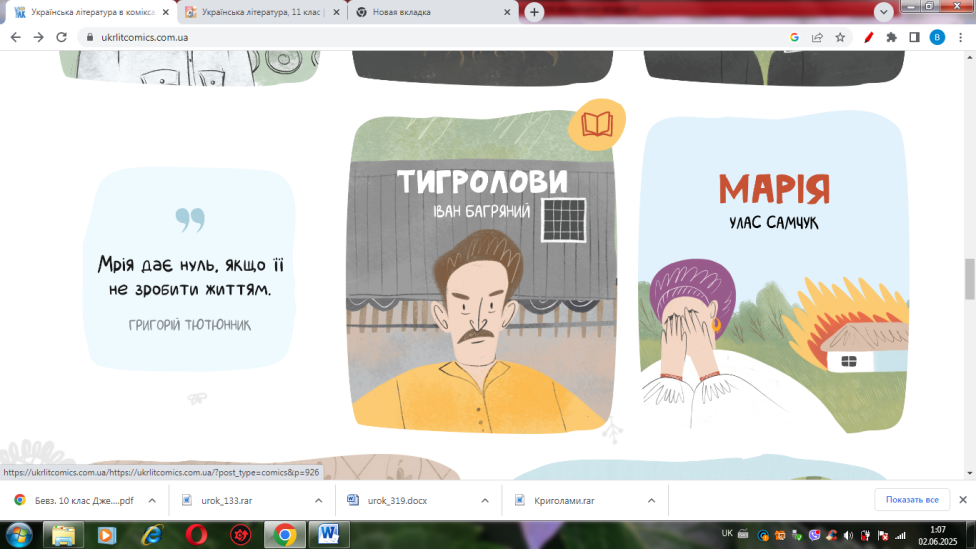 Українська література в комікса
Українська література, 11 клас |
Новая вкладка
ukrlitcomics.com.ua
B
Мрія дає нуль, якщо її
не зробити життям.
ГРИГОРІЙ ТЮТЮННИК
ТИГРОЛОВИ
ІВАН БАГРЯНИЙ
МАРІЯ
УЛАС САМЧУК
https://ukrlitcomics.com.ua/https://ukrlitcomics.com.ua/?post_type=comics&p=926
Бевз. 10 клас Дже....pdf
urok_133.rar
urok_319.docx
Криголами.rar
Показать все
UK
1:07
02.06.2025